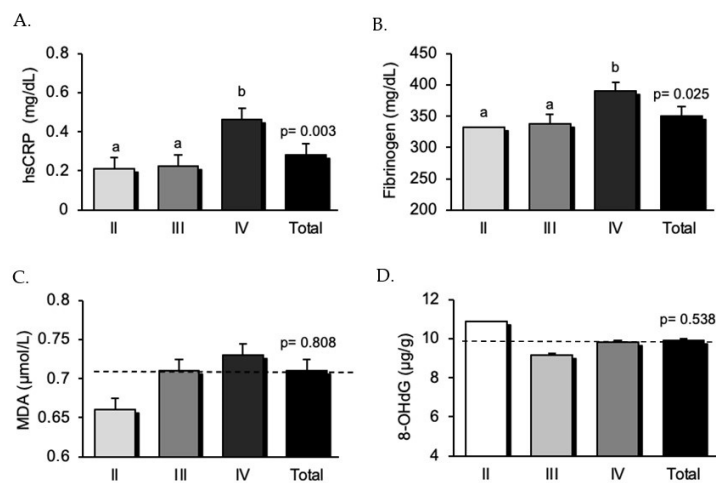 A.
hsCRP (mg/dL)
0.8
0.6
0.4
0.2
0
a
a
b
p= 0.003
II
III
IV
Total
B.
Fibrinogen (mg/dL)
450
400
350
300
250
200
a
a
b
p= 0.025
II
III
IV
Total
C.
MDA (µmol/L)
0.8
0.75
0.7
0.65
0.6
p= 0.808
II
III
IV
Total
D.
8-OHdG (µg/g)
12
10
8
6
4
p= 0.538
II
III
IV
Total